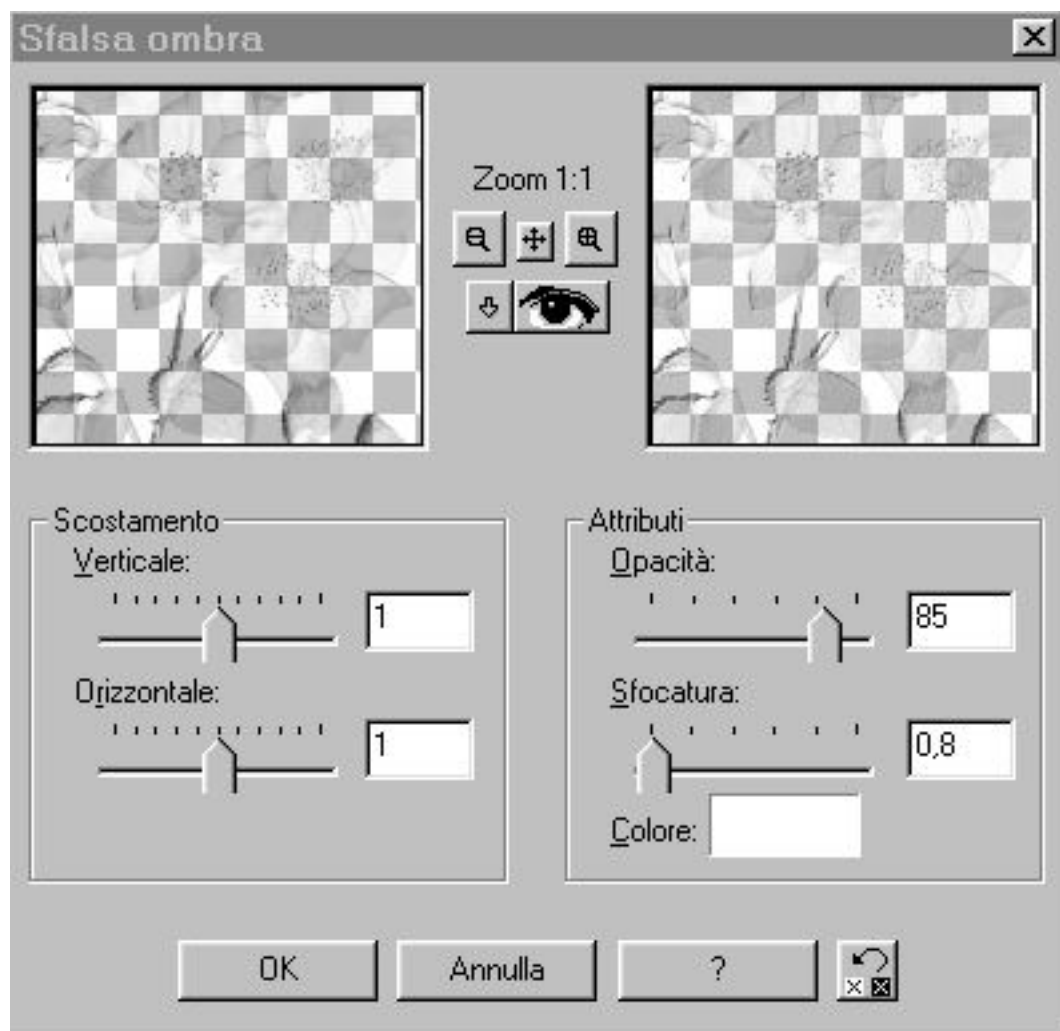 Sfalsa ombra
Zoom 1:1
Scostamento
Verticale:
1
Orizzontale:
1
Attributi
Opacità:
85
Sfocatura:
0,8
Colore:
OK
Annulla
?